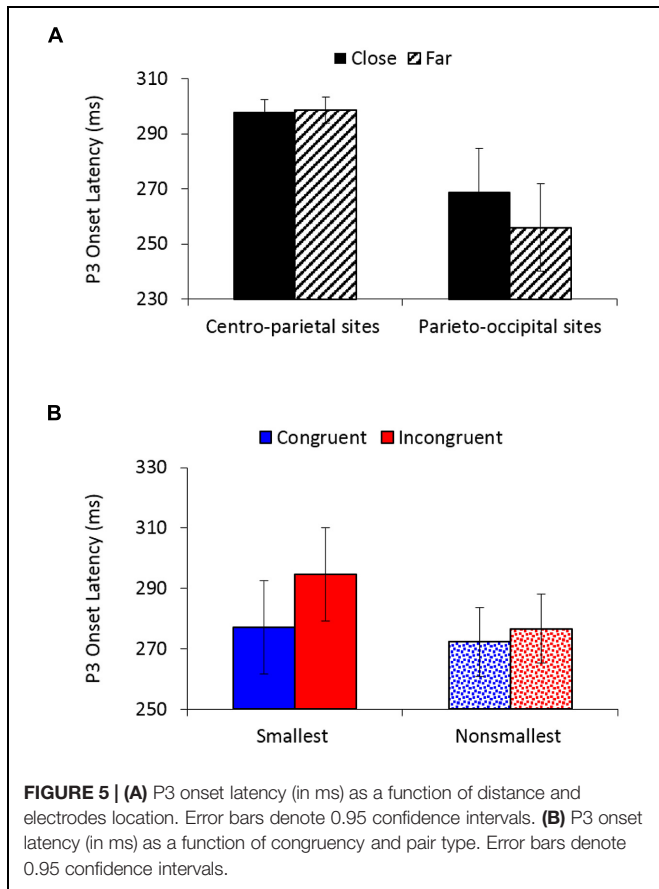 A
Close Far
310
290
270
250
230
P3 Onset Latency (ms)
Centro-parietal sites Parieto-occipital sites
B
Congruent Incongruent
330
310
290
270
250
P3 Onset Latency (ms)
Smallest Nonsmallest
FIGURE 5 | (A) P3 onset latency (in ms) as a function of distance and
electrodes location. Error bars denote 0.95 confidence intervals. (B) P3 onset
latency (in ms) as a function of congruency and pair type. Error bars denote
0.95 confidence intervals.